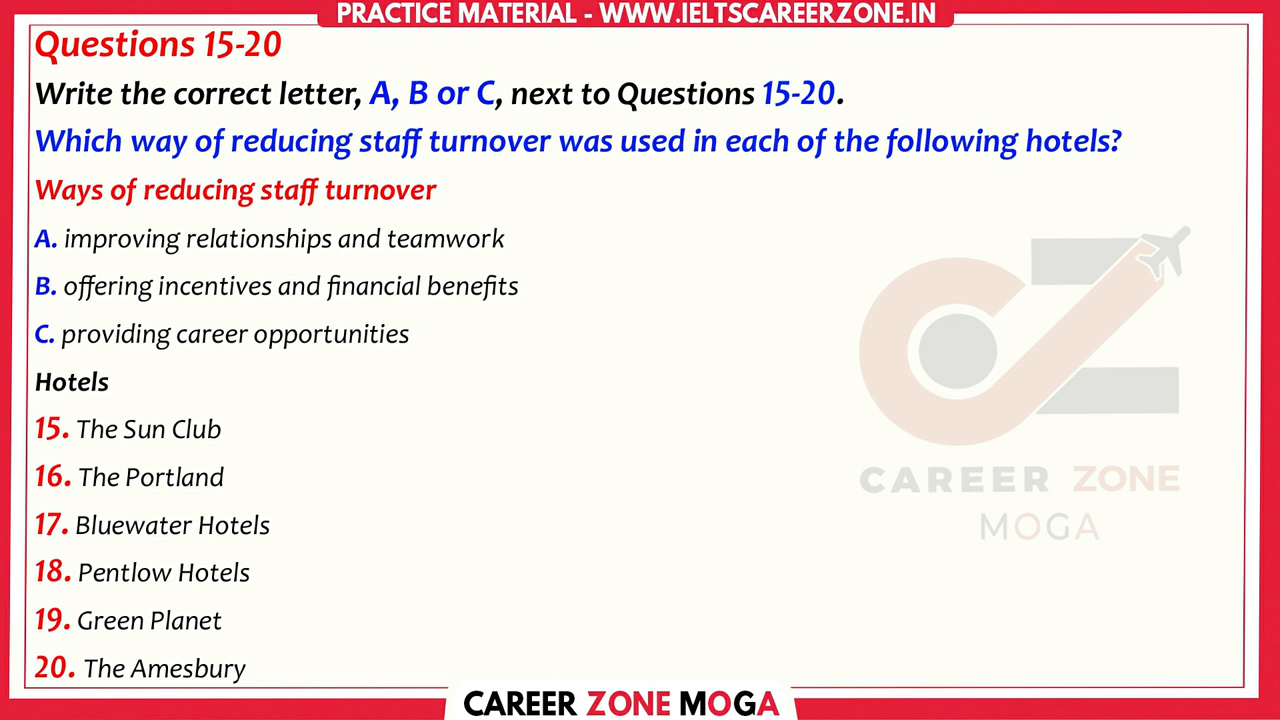 PRACTICE MATERIAL - WWW.IELTSCAREERZONE.IN
Questions 15-20
Write the correct letter, A, B or C, next to Questions 15-20.
Which way of reducing staff turnover was used in each of the following hotels?
Ways of reducing staff turnover
A. improving relationships and teamwork
B. offering incentives and financial benefits
C. providing career opportunities
Hotels
15. The Sun Club
16. The Portland
17. Bluewater Hotels
18. Pentlow Hotels
19. Green Planet
20. The Amesbury
CZ
CAREER ZONE
MOGA
CAREER ZONE MOGA